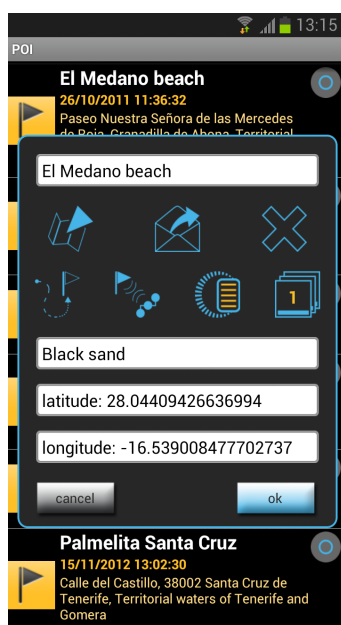 13:15
POI
El Medano beach
26/10/2011 11:36:32
Paseo Nuestra Señora de las Mercedes
de Roja, Granadilla de Abona, Territorial
El Medano beach
1
Black sand
latitude: 28.04409426636994
longitude: -16.539008477702737
cancel ok
Palmelita Santa Cruz
15/11/2012 13:02:30
Calle del Castillo, 38002 Santa Cruz de
Tenerife, Territorial waters of Tenerife and
Gomera